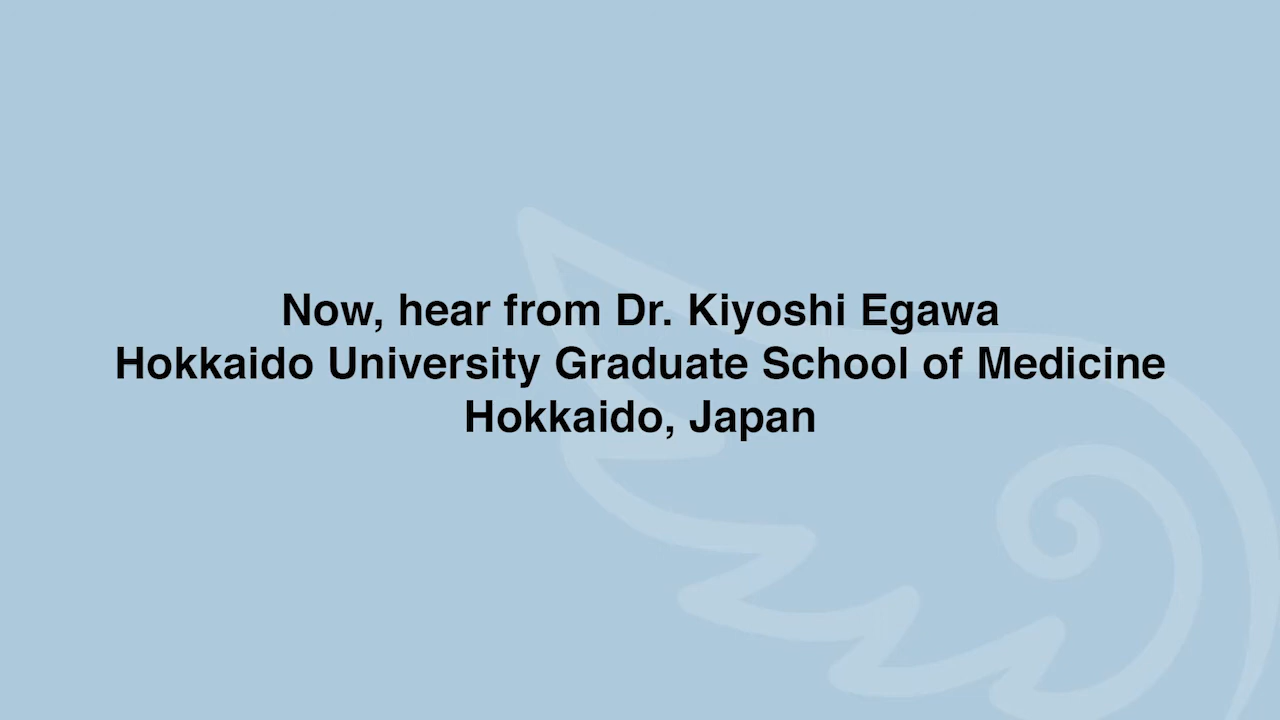 Now, hear from Dr. Kiyoshi Egawa
Hokkaido University Graduate School of Medicine
Hokkaido, Japan